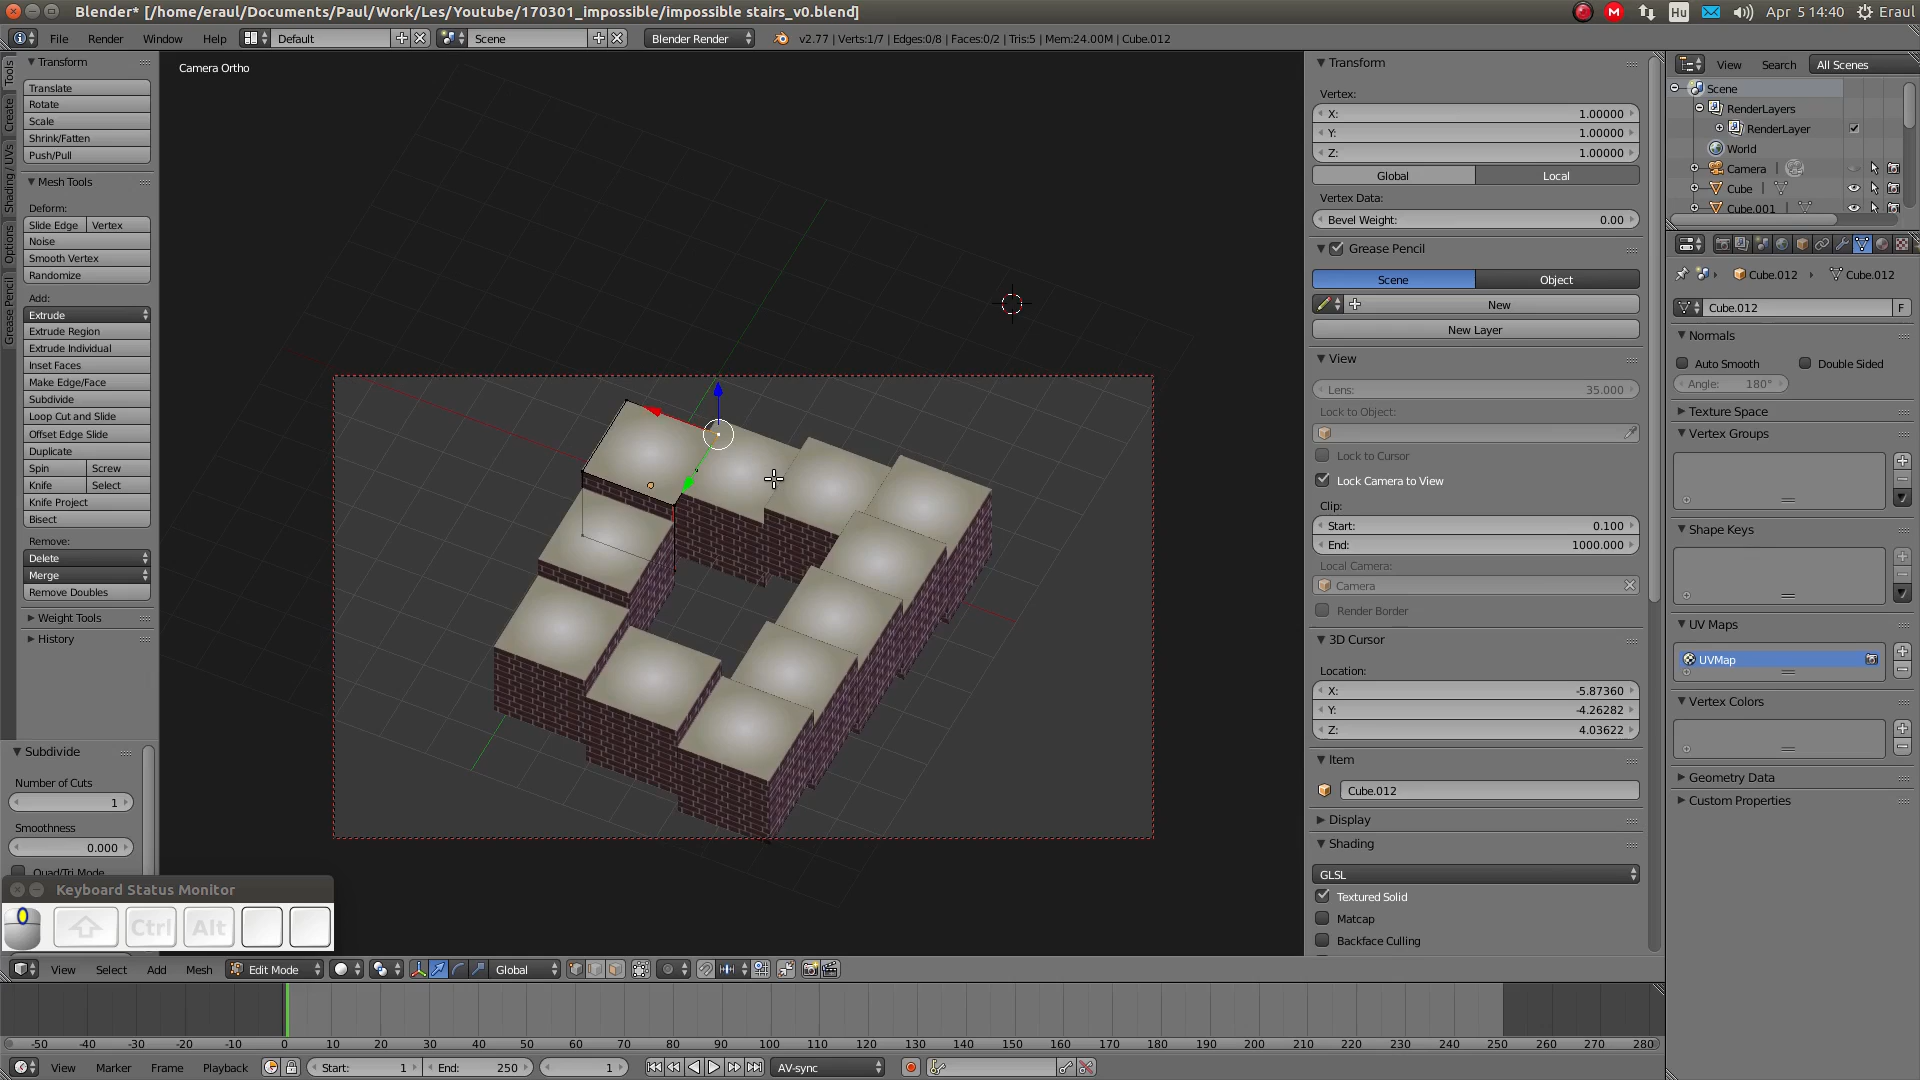 Blender* [/home/eraul/Documents/Paul/Work/Les/Youtube/170301_impossible/impossible stairs_v0.blend]
Hu
Apr 5 14:40
Eraul
File
Render
Window
Help
Default
Scene
Blender Render
v2.77 | Verts:1/7 | Edges:0/8 | Faces:0/2 | Tris:5 | Mem:24.00M | Cube.012
Tools
Create
Shading / UVs
Options
Grease Pencil
Transform
Translate
Rotate
Scale
Shrink/Fatten
Push/Pull
Mesh Tools
Deform:
Slide Edge
Vertex
Noise
Smooth Vertex
Randomize
Add:
Extrude
Extrude Region
Extrude Individual
Inset Faces
Make Edge/Face
Subdivide
Loop Cut and Slide
Offset Edge Slide
Duplicate
Spin
Screw
Knife
Select
Knife Project
Bisect
Remove:
Delete
Merge
Remove Doubles
Weight Tools
History
Subdivide
Number of Cuts
1
Smoothness
0.000
Quad/Tri Mode
Keyboard Status Monitor
Ctrl
Alt
Camera Ortho
Transform
Vertex:
X: 1.00000
Y: 1.00000
Z: 1.00000
Global
Local
Vertex Data:
Bevel Weight: 0.00
Grease Pencil
Scene
Object
New
New Layer
View
Lens: 35.000
Lock to Object:
Lock to Cursor
Lock Camera to View
Clip:
Start: 0.100
End: 1000.000
Local Camera:
Camera
Render Border
3D Cursor
Location:
X: -5.87360
Y: -4.26282
Z: 4.03622
Item
Cube.012
Display
Shading
GLSL
Textured Solid
Matcap
Backface Culling
View
Search
All Scenes
Scene
RenderLayers
RenderLayer
World
Camera
Cube
Cube.001
Cube.012
Cube.012
Cube.012
F
Normals
Auto Smooth
Double Sided
Angle: 180°
Texture Space
Vertex Groups
Shape Keys
UV Maps
UVMap
Vertex Colors
Geometry Data
Custom Properties
View
Select
Add
Mesh
Edit Mode
Global
-50 -40 -30 -20 -10 0 10 20 30 40 50 60 70 80 90 100 110 120 130 140 150 160 170 180 190 200 210 220 230 240 250 260 270 280
View
Marker
Frame
Playback
Start: 1
End: 250
1
AV-sync